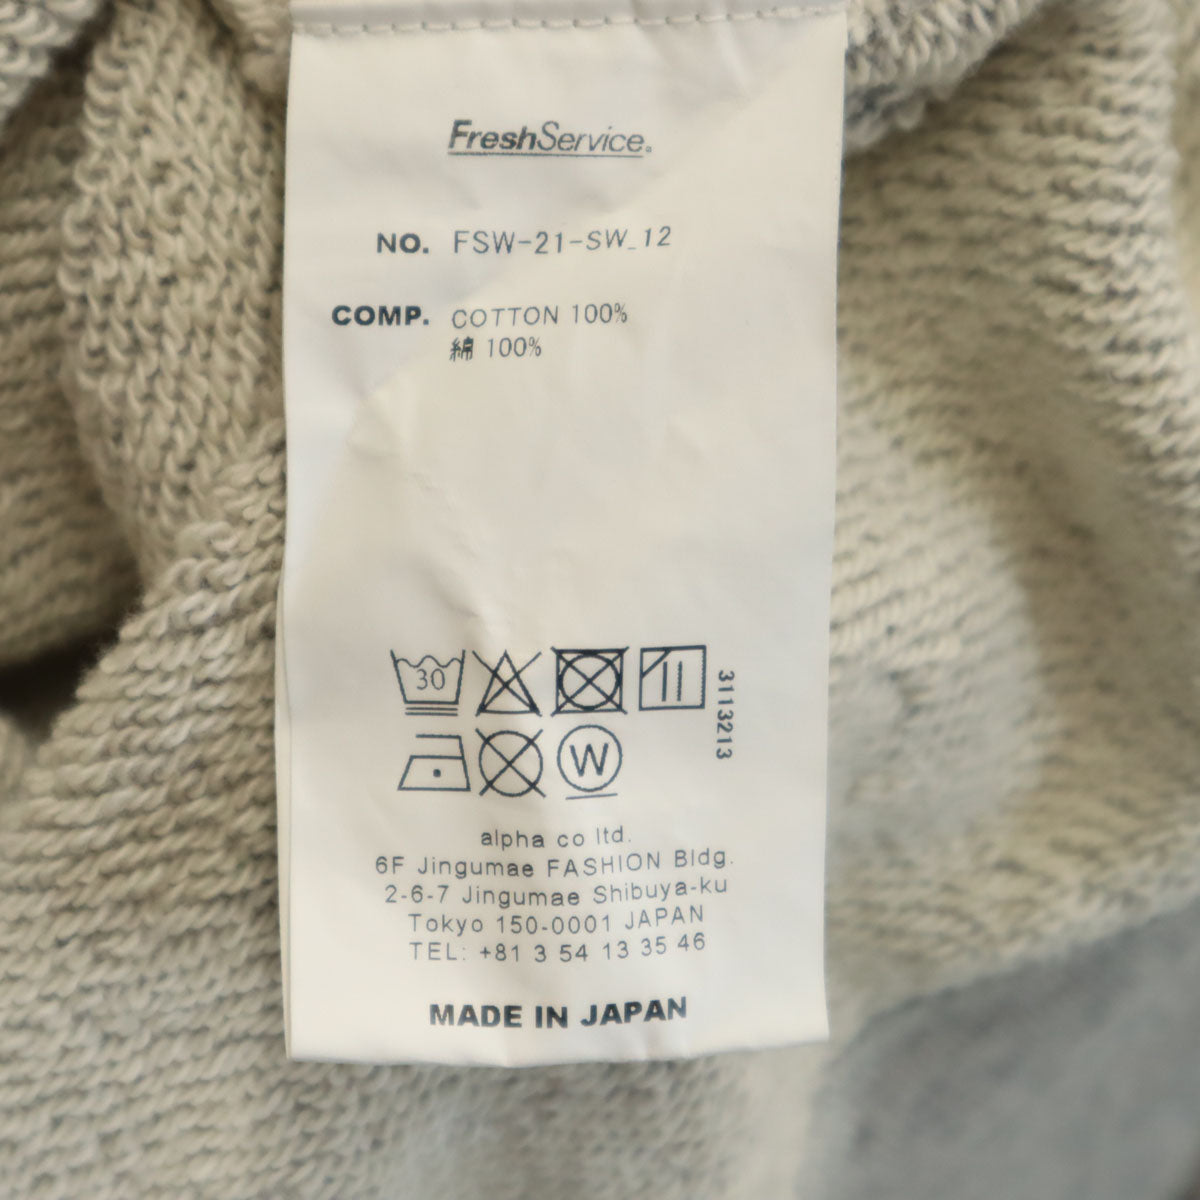 FreshService®
NO. FSW-21-SW_12
COMP. COTTON 100%
綿 100%
30
3113213
W
alpha co ltd.
6F Jingumae FASHION Bldg.
2-6-7 Jingumae Shibuya-ku
Tokyo 150-0001 JAPAN
TEL: +81 3 54 13 35 46
MADE IN JAPAN